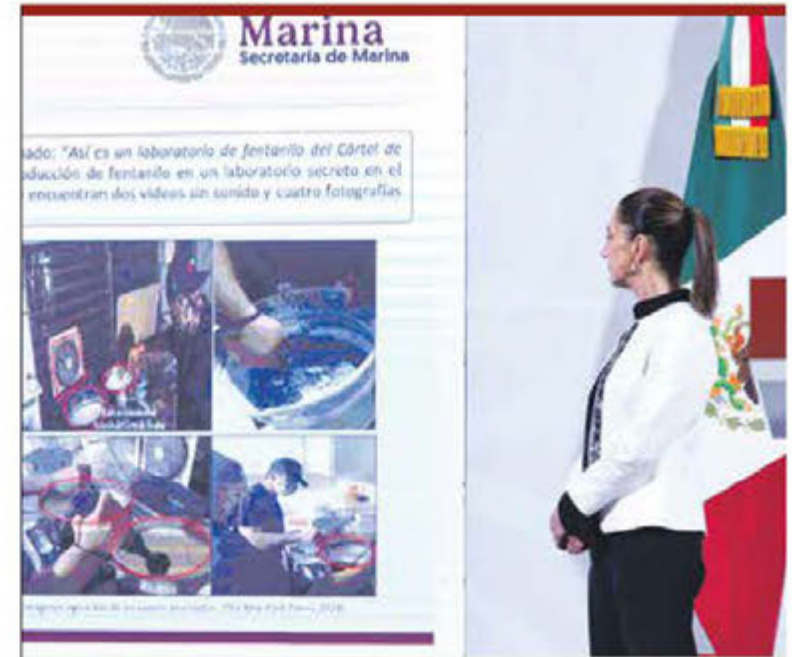 Marina
Secretaría de Marina
ado: "Así es un laboratorio de fentanilo del Cártel de
oducción de fentanilo en un laboratorio secreto en el
encuentran dos videos sin sonido y cuatro fotografías